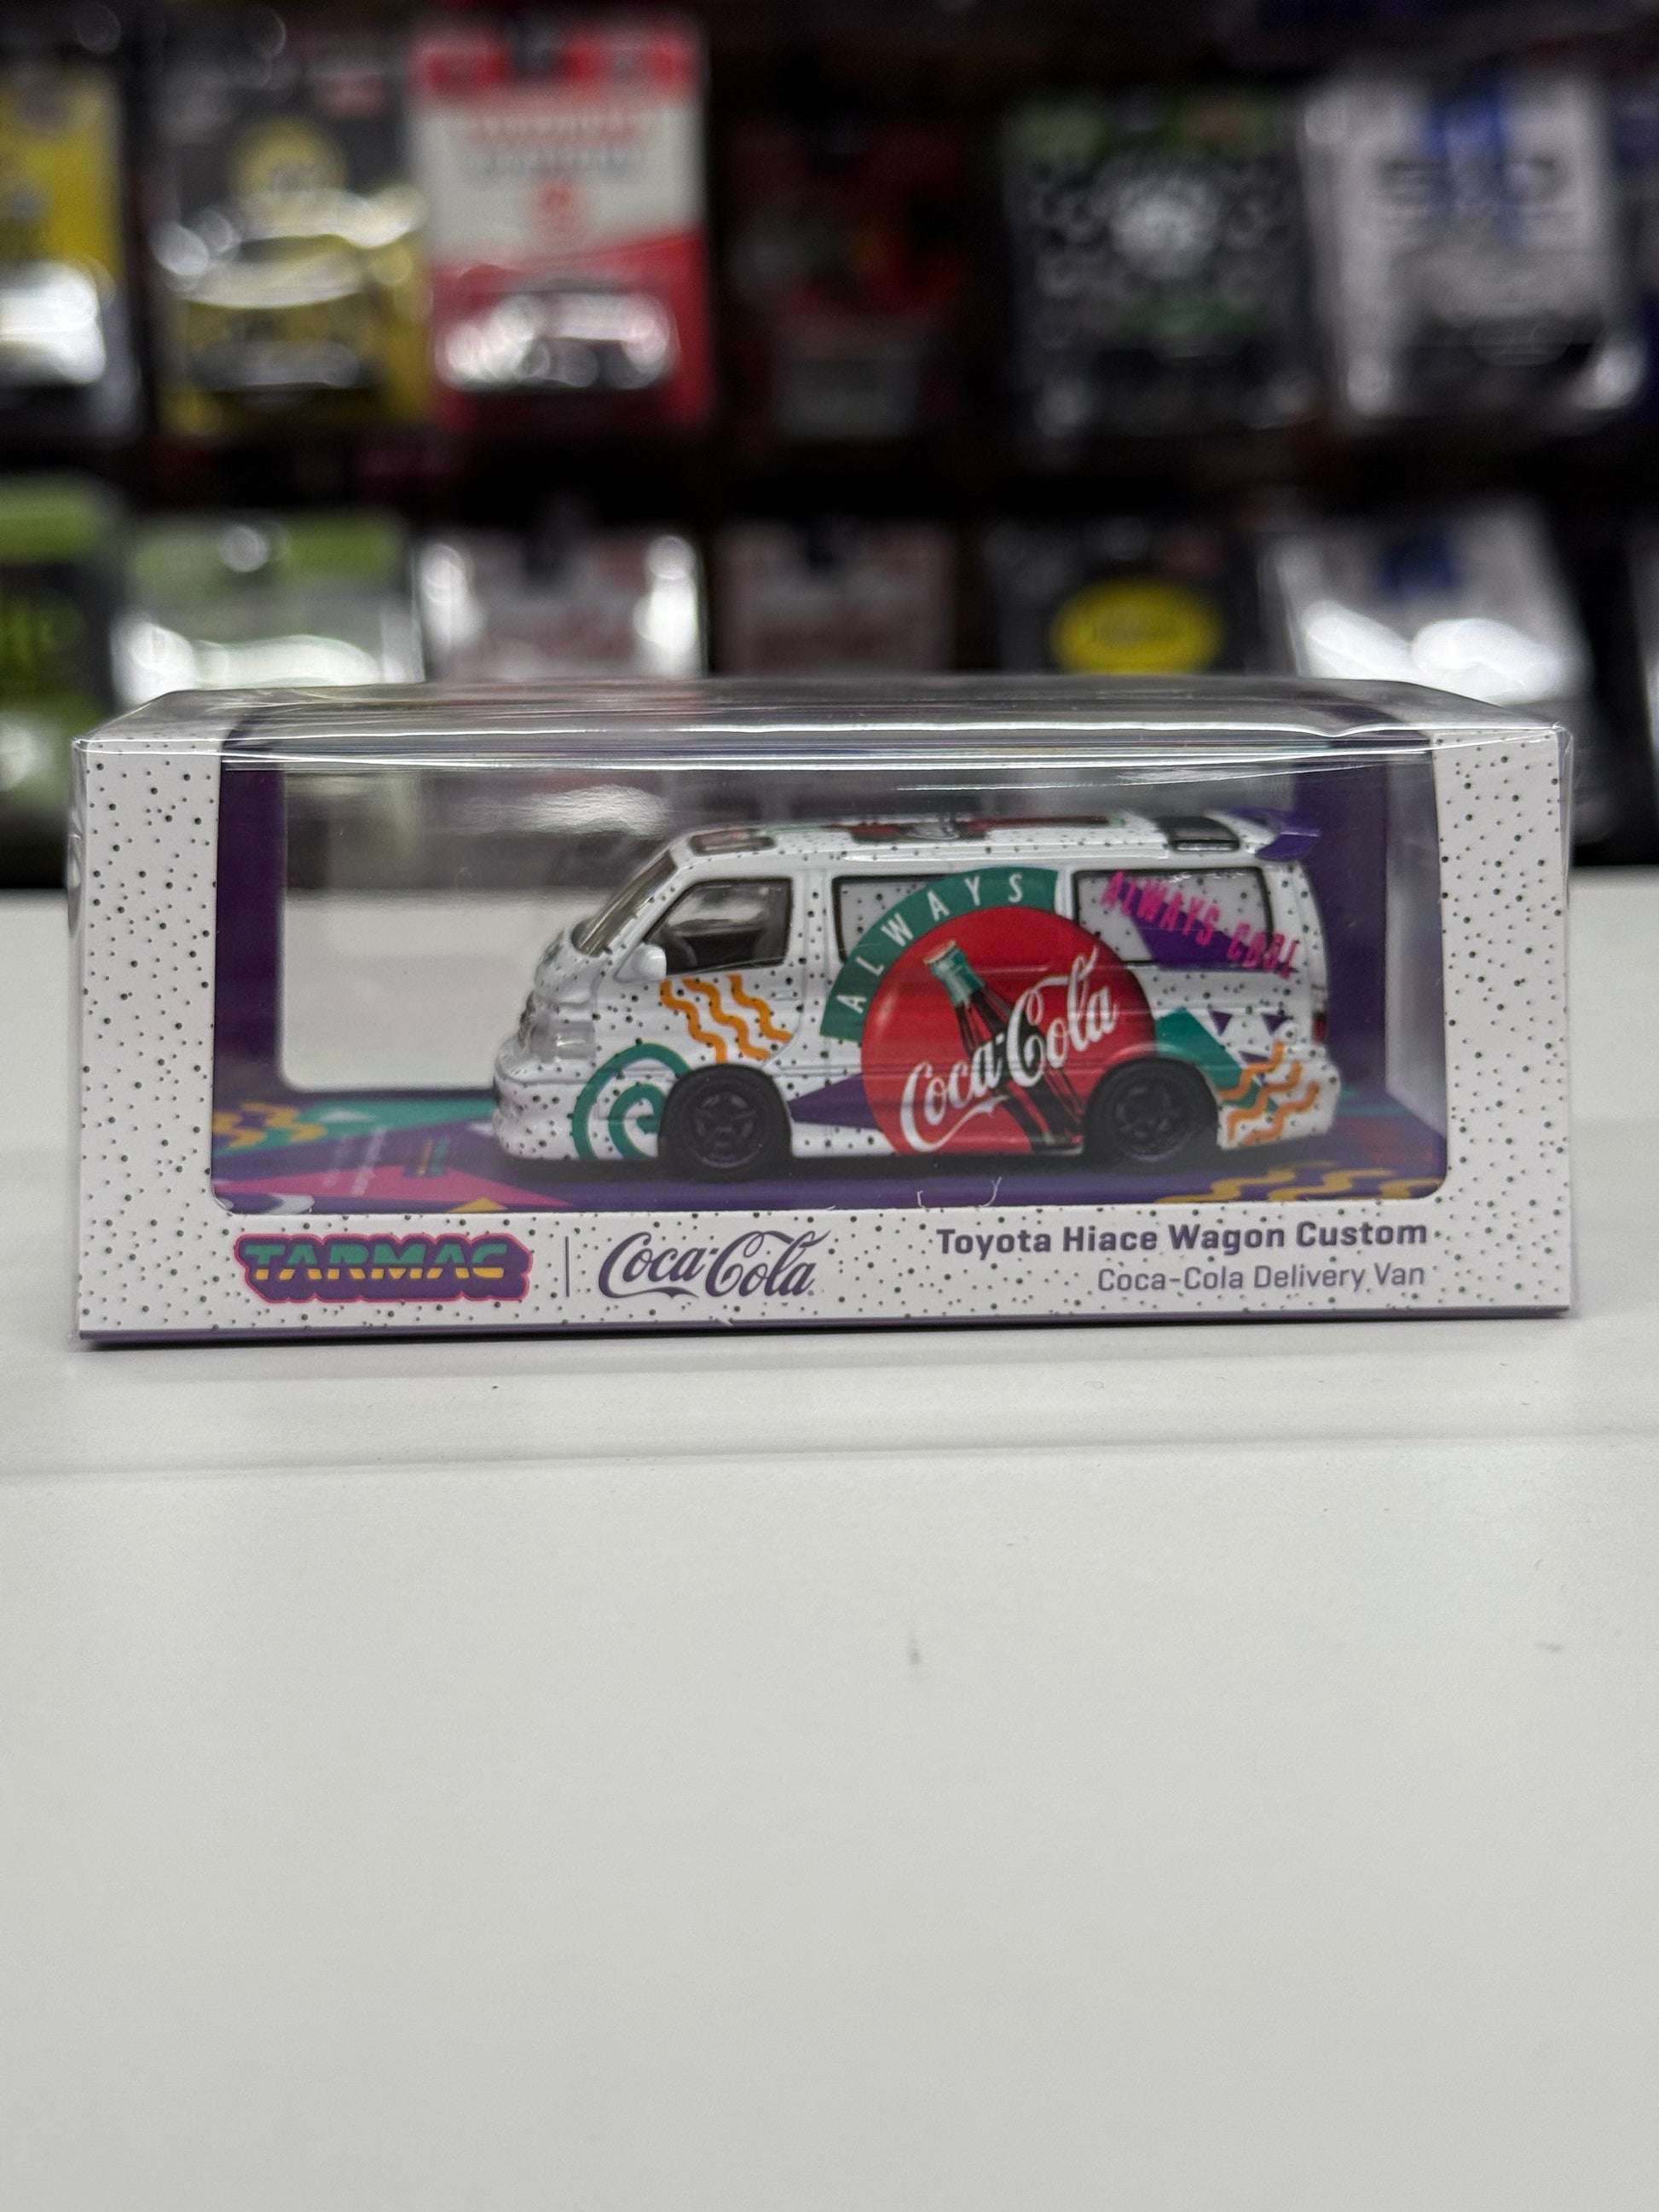 ALWAYS
ALWAYS COOL
Coca-Cola
TARMAC
Coca-Cola
Toyota Hiace Wagon Custom
Coca-Cola Delivery Van